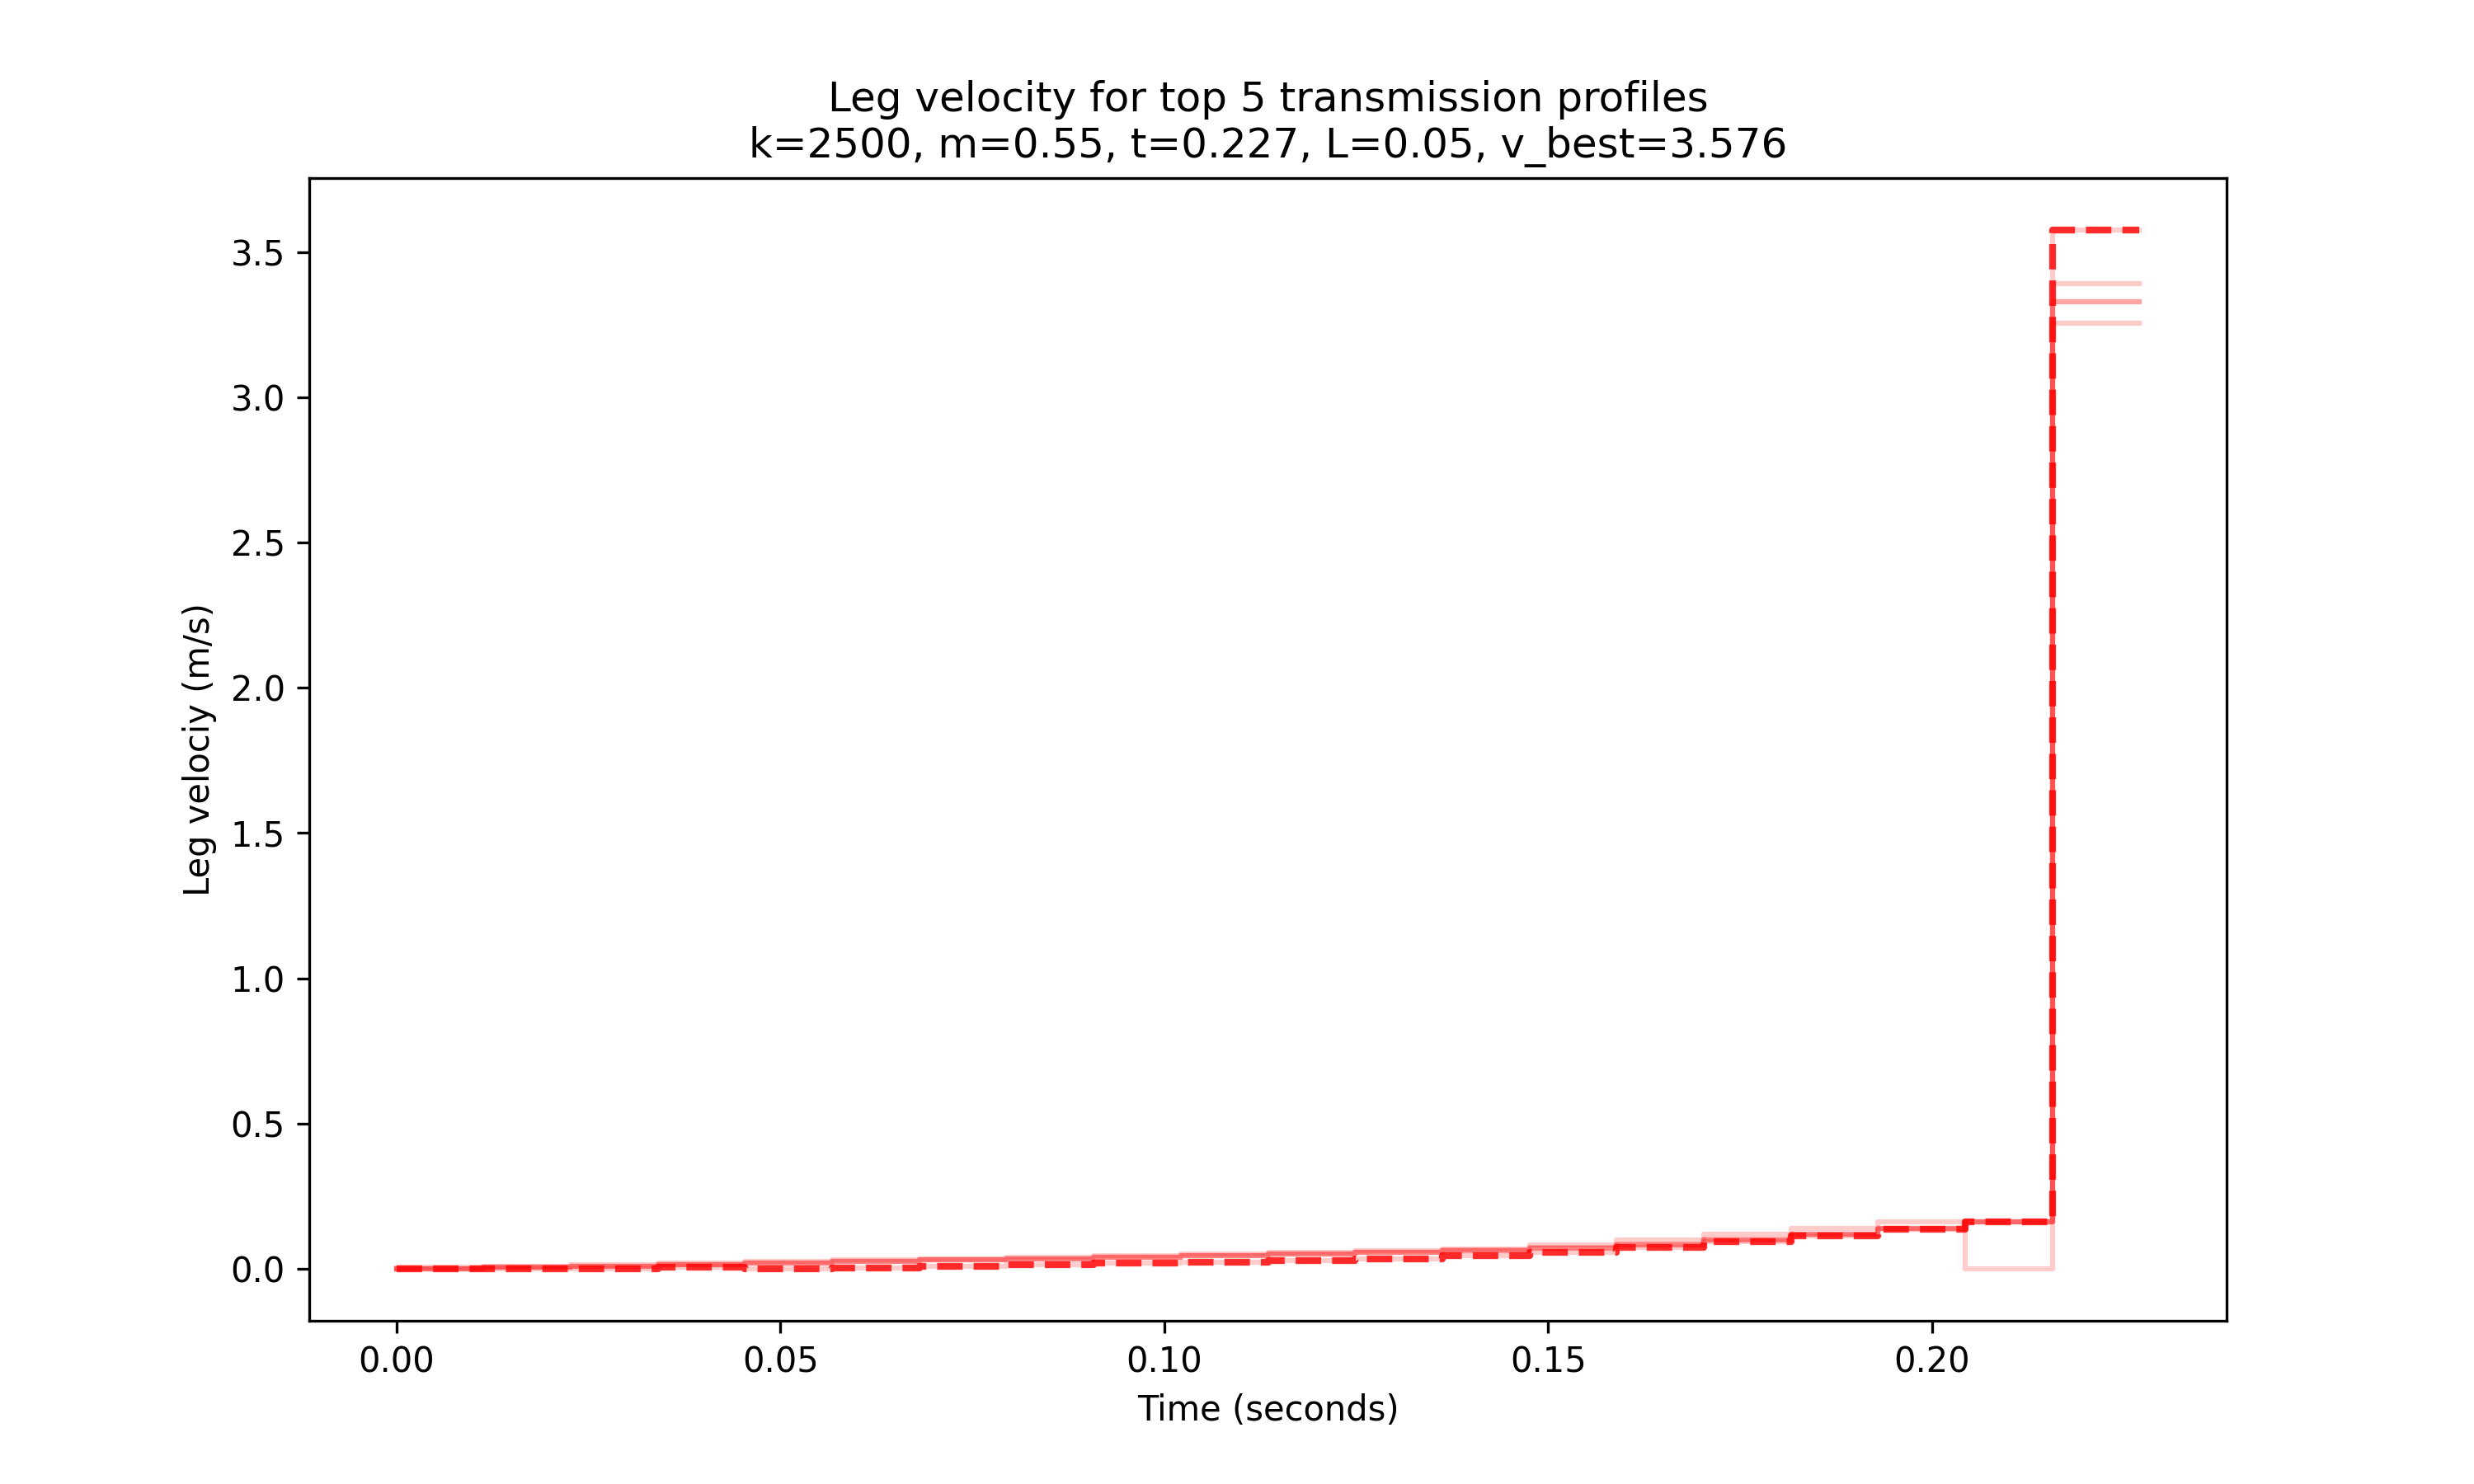 Leg velocity for top 5 transmission profiles
k=2500, m=0.55, t=0.227, L=0.05, v_best=3.576
Leg velociy (m/s)
3.5
3.0
2.5
2.0
1.5
1.0
0.5
0.0
0.00 0.05 0.10 0.15 0.20
Time (seconds)